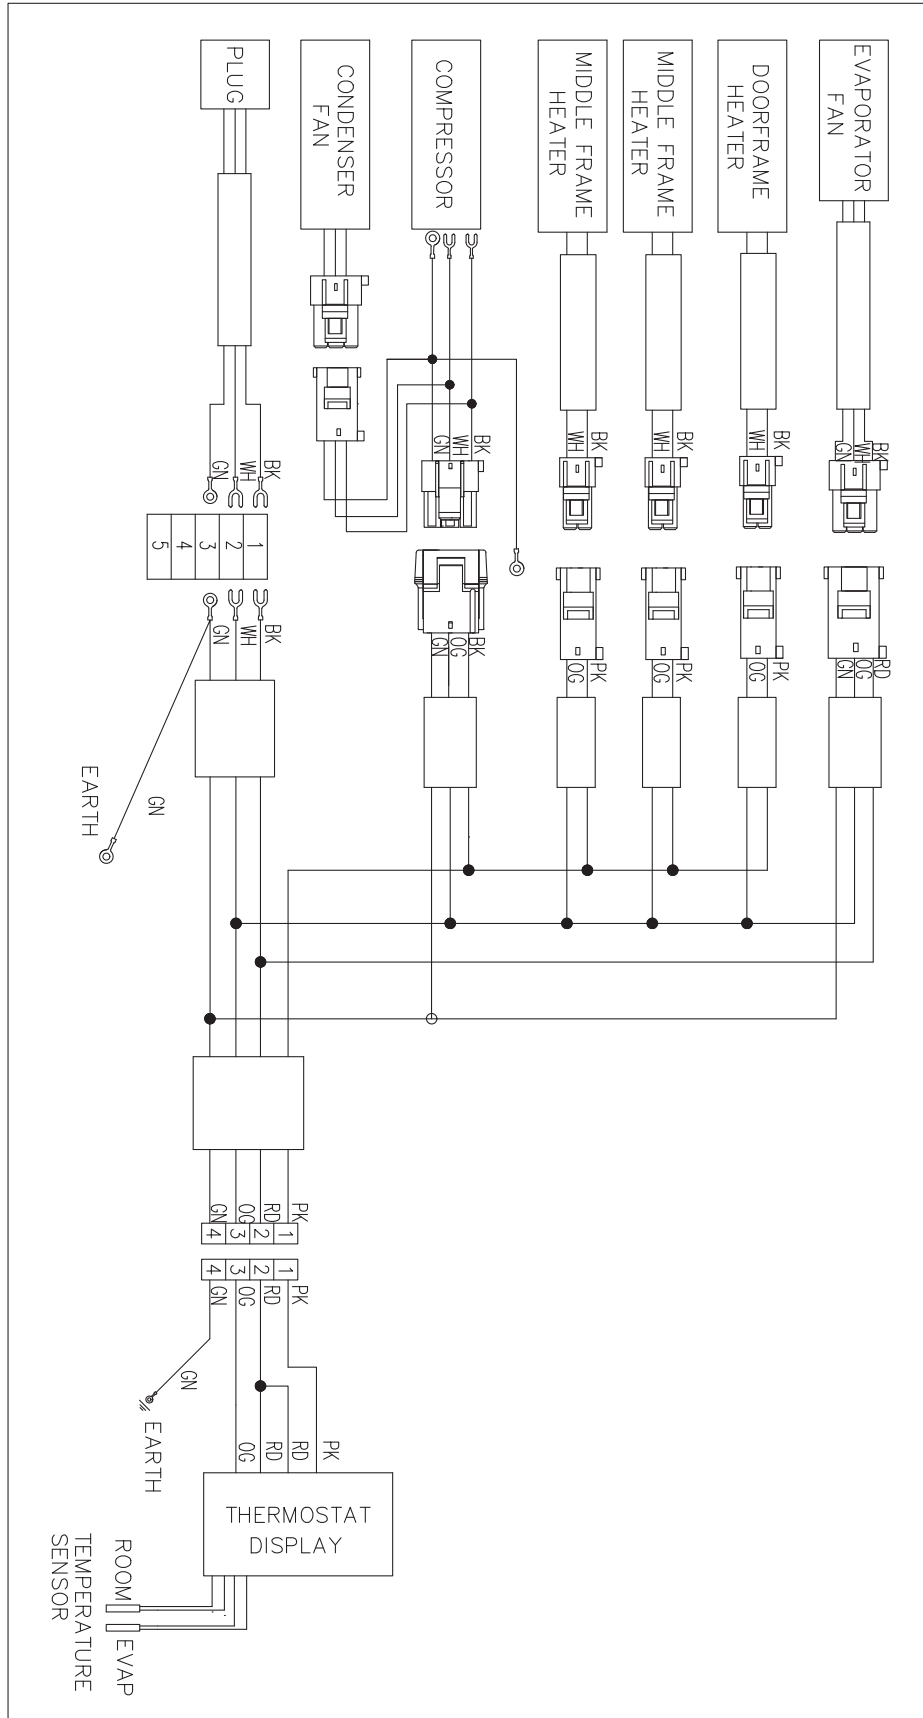 PLUG
CONDENSER
FAN
COMPRESSOR
MIDDLE FRAME
HEATER
MIDDLE FRAME
HEATER
DOORFRAME
HEATER
EVAPORATOR
FAN
GN
WH
BK
GN
WH
BK
WH
BK
WH
BK
WH
BK
GN
WH
BK
5
4
3
2
1
GN
WH
BK
GN
OG
BK
OG
PK
OG
PK
OG
PK
GN
OG
RD
EARTH
GN
GN
OG
RD
PK
4
3
2
1
4
3
2
1
GN
OG
RD
PK
GN
EARTH
OG
RD
RD
PK
THERMOSTAT
DISPLAY
ROOM
EVAP
TEMPERATURE
SENSOR